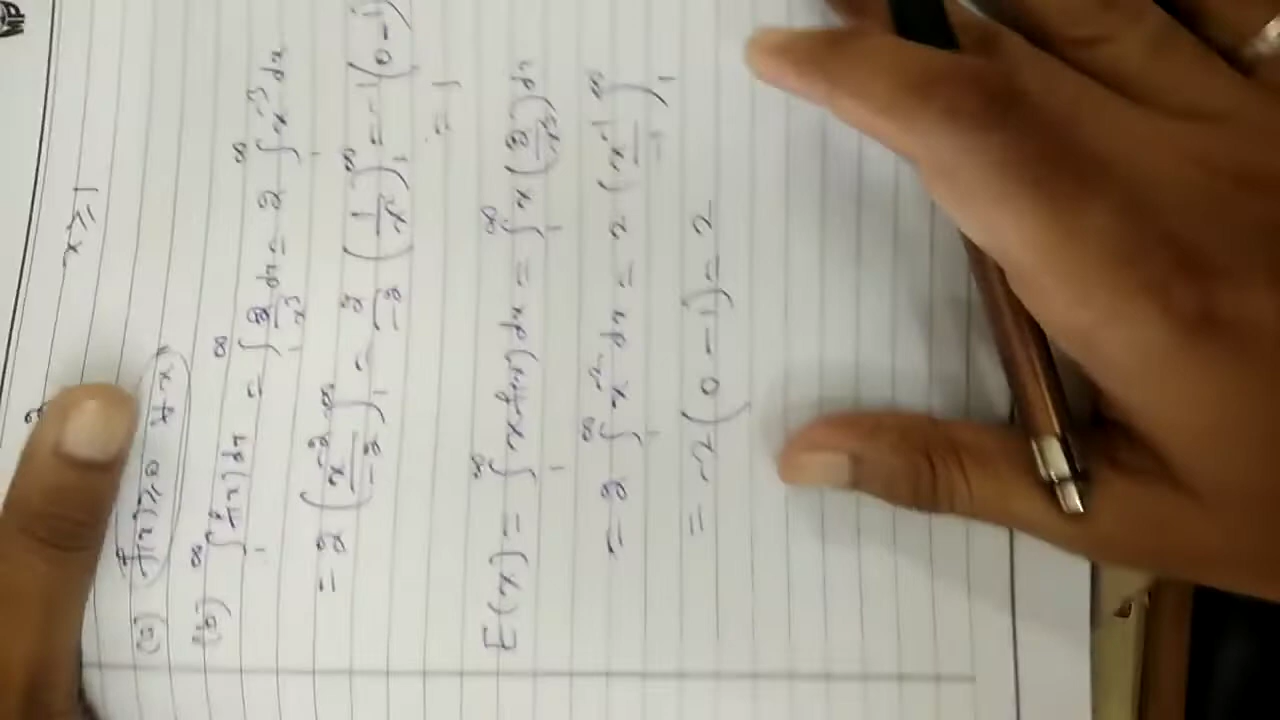 x ≥ 1
(a) f(x) ≥ 0 ∀ x
(b) ∫₁^∞ f(x) dx = ∫₁^∞ 2/x³ dx = 2 ∫₁^∞ x⁻³ dx
= 2 (x⁻²/-2)₁^∞ = 2/-2 (1/x²)₁^∞ = -1(0-1)
= 1
E(x) = ∫₁^∞ x f(x) dx = ∫₁^∞ x (2/x³) dx
= 2 ∫₁^∞ x⁻² dx = 2 (x⁻¹/-1)₁^∞
= -2(0-1) = 2